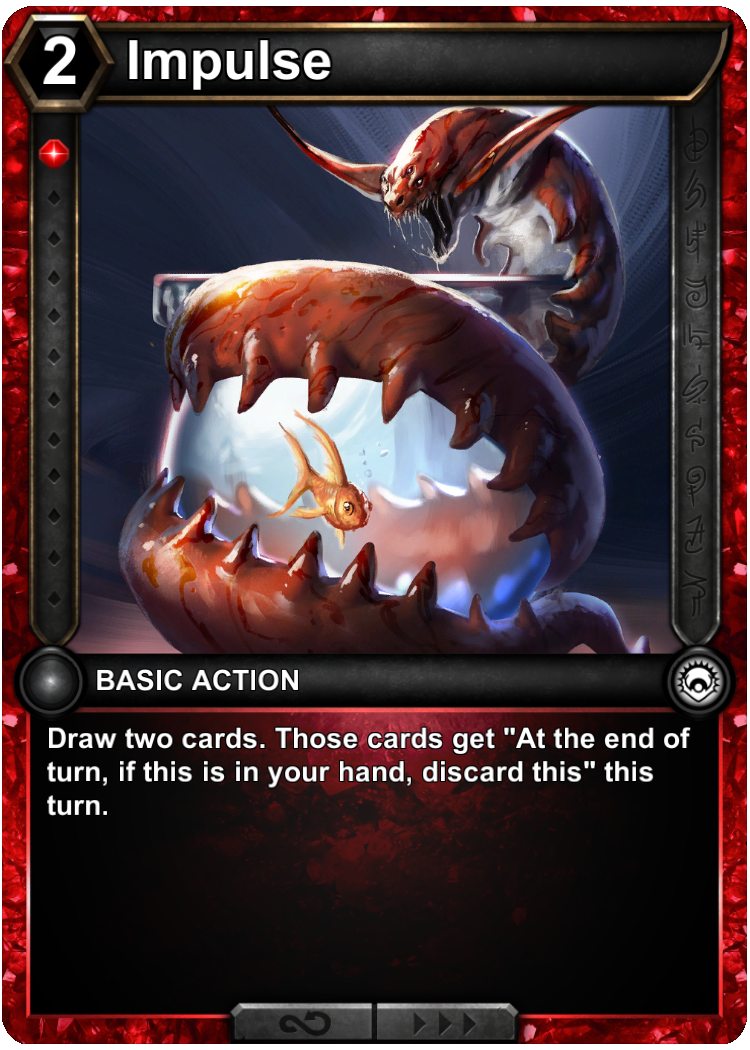 2
Impulse
BASIC ACTION
Draw two cards. Those cards get "At the end of
turn, if this is in your hand, discard this" this
turn.